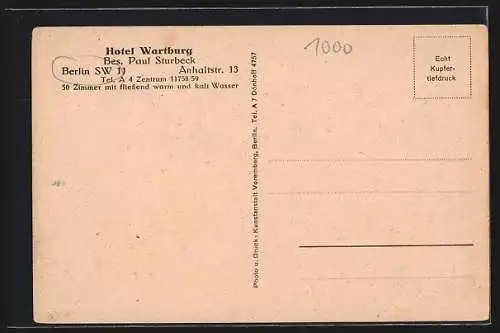 Hotel Wartburg
Bes. Paul Sturbeck
Berlin SW 11 Anhaltstr. 13
Tel. A 4 Zentrum 11758/59
50 Zimmer mit fließend warm und kalt Wasser
1000
Echt
Kupfer-
tiefdruck
Photo u. Druck: Kunstanstalt Voremberg, Berlin, Tel. A 7 Dönhoff 4757